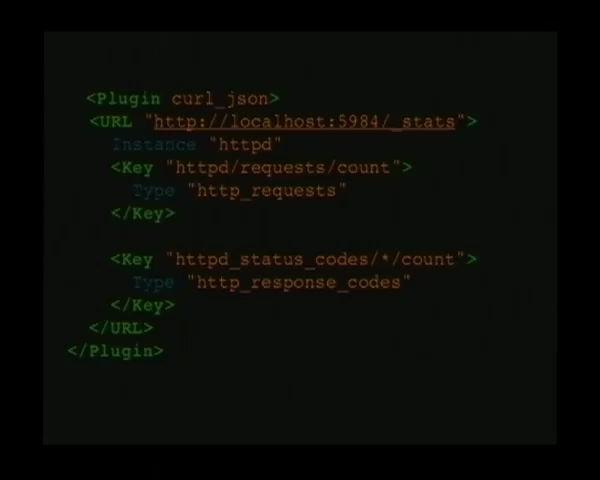 <Plugin curl_json>
<URL "http://localhost:5984/_stats">
Instance "httpd"
<Key "httpd/requests/count">
Type "http_requests"
</Key>
<Key "httpd_status_codes/*/count">
Type "http_response_codes"
</Key>
</URL>
</Plugin>